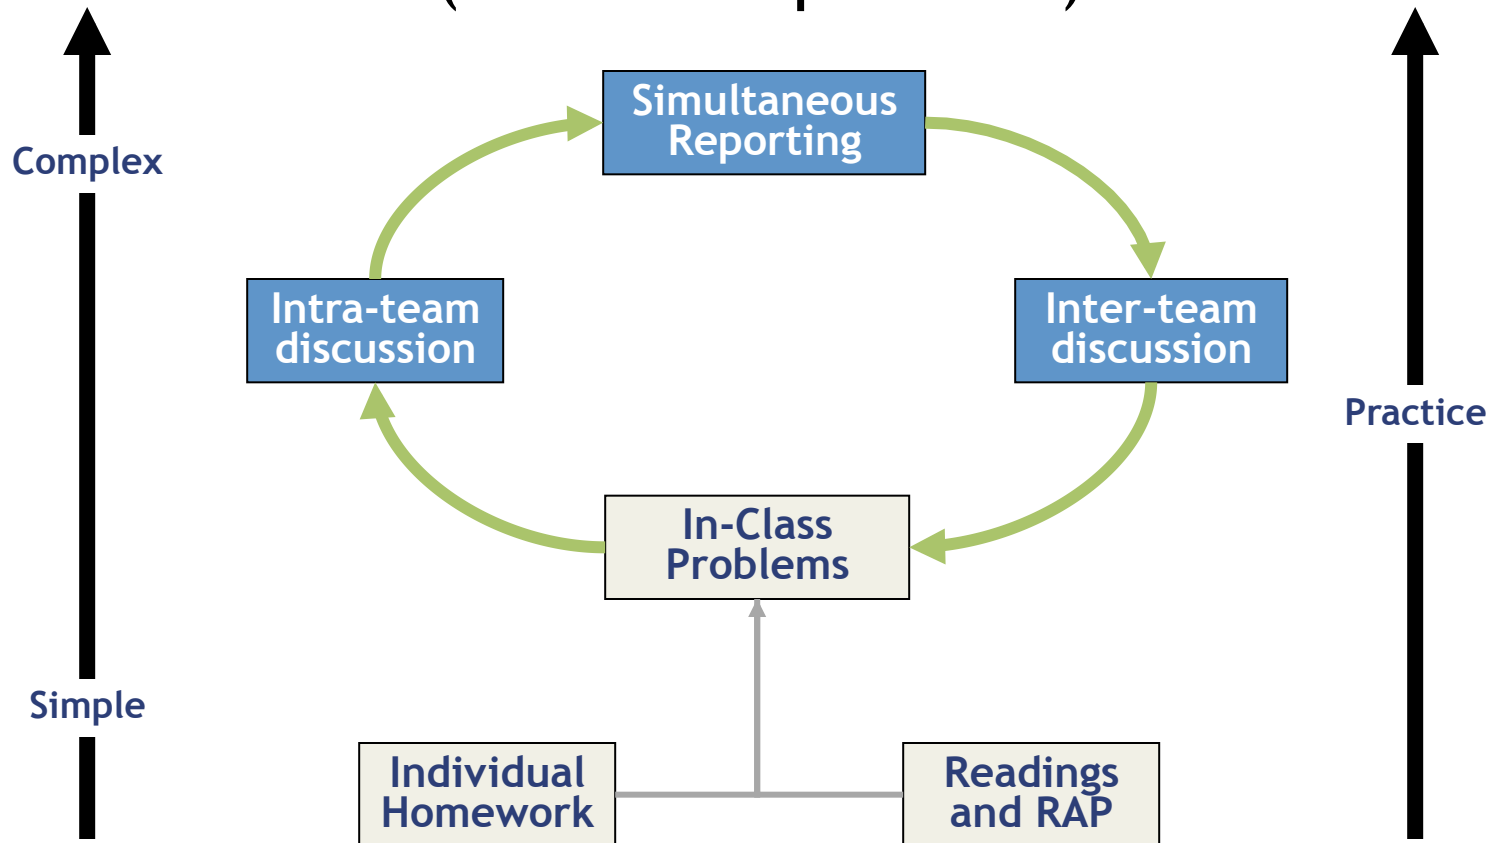 Simultaneous
Reporting
Complex
Intra-team
discussion
Inter-team
discussion
Practice
In-Class
Problems
Simple
Individual
Homework
Readings
and RAP